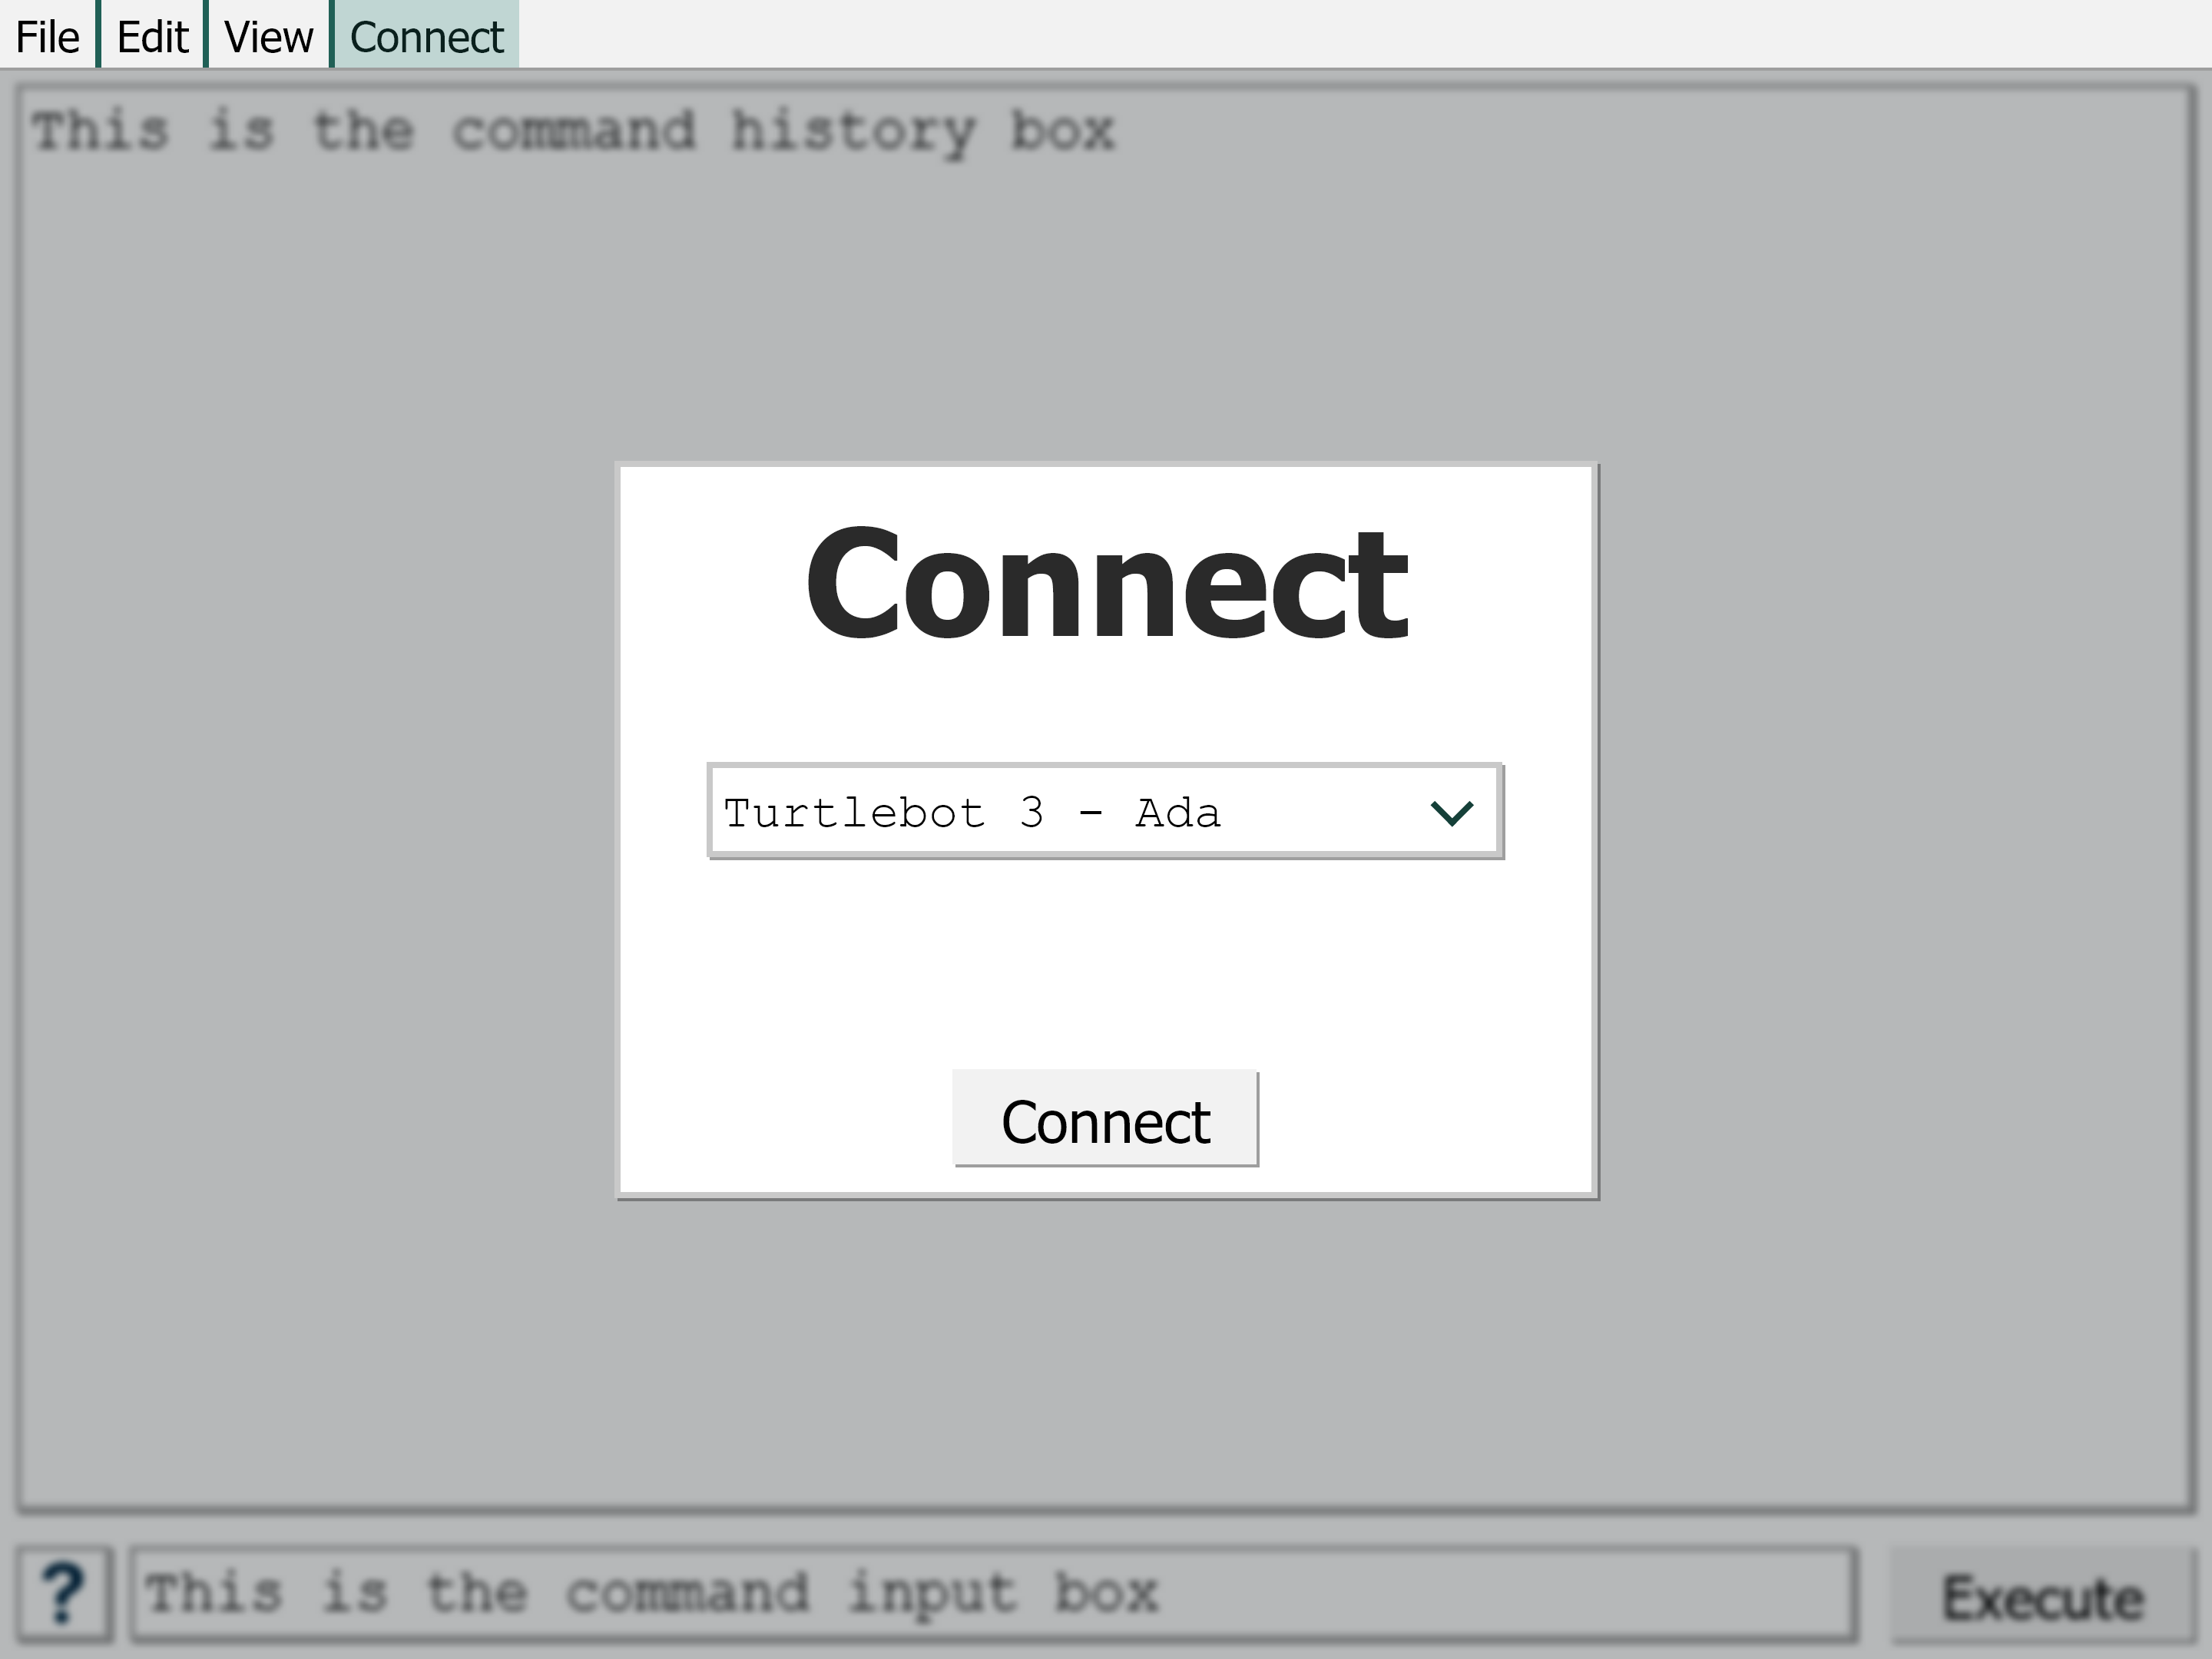 File Edit View Connect
This is the command history box
Connect
Turtlebot 3 - Ada
Connect
? This is the command input box Execute